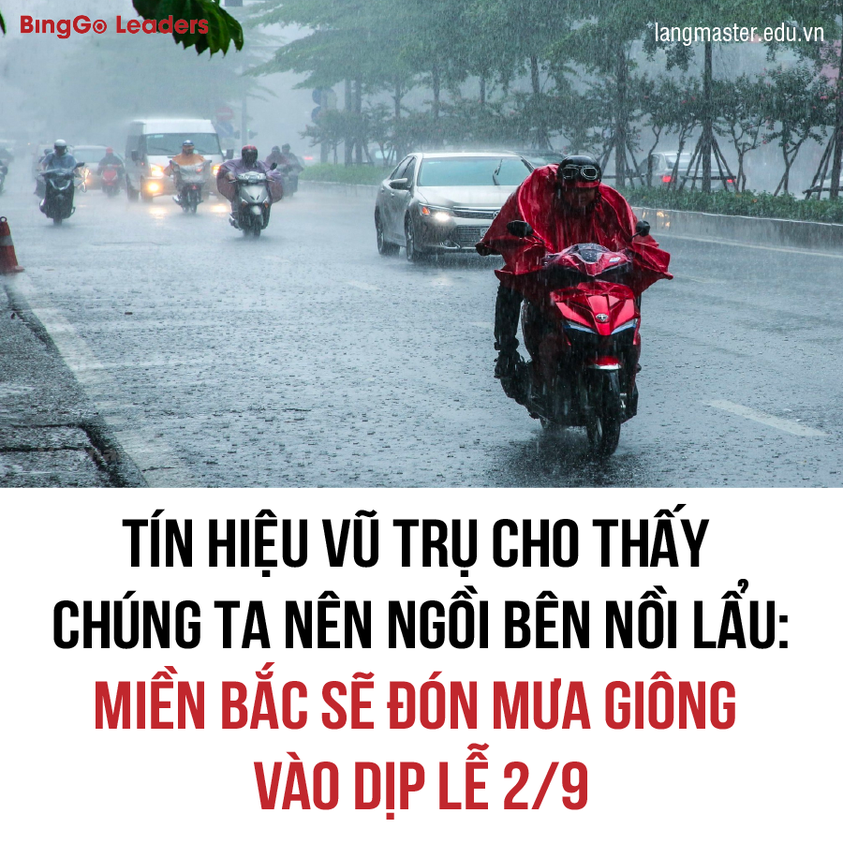 BingGo Leaders
langmaster.edu.vn
TÍN HIỆU VŨ TRỤ CHO THẤY
CHÚNG TA NÊN NGỒI BÊN NỒI LẨU:
MIỀN BẮC SẼ ĐÓN MƯA GIÔNG
VÀO DỊP LỄ 2/9